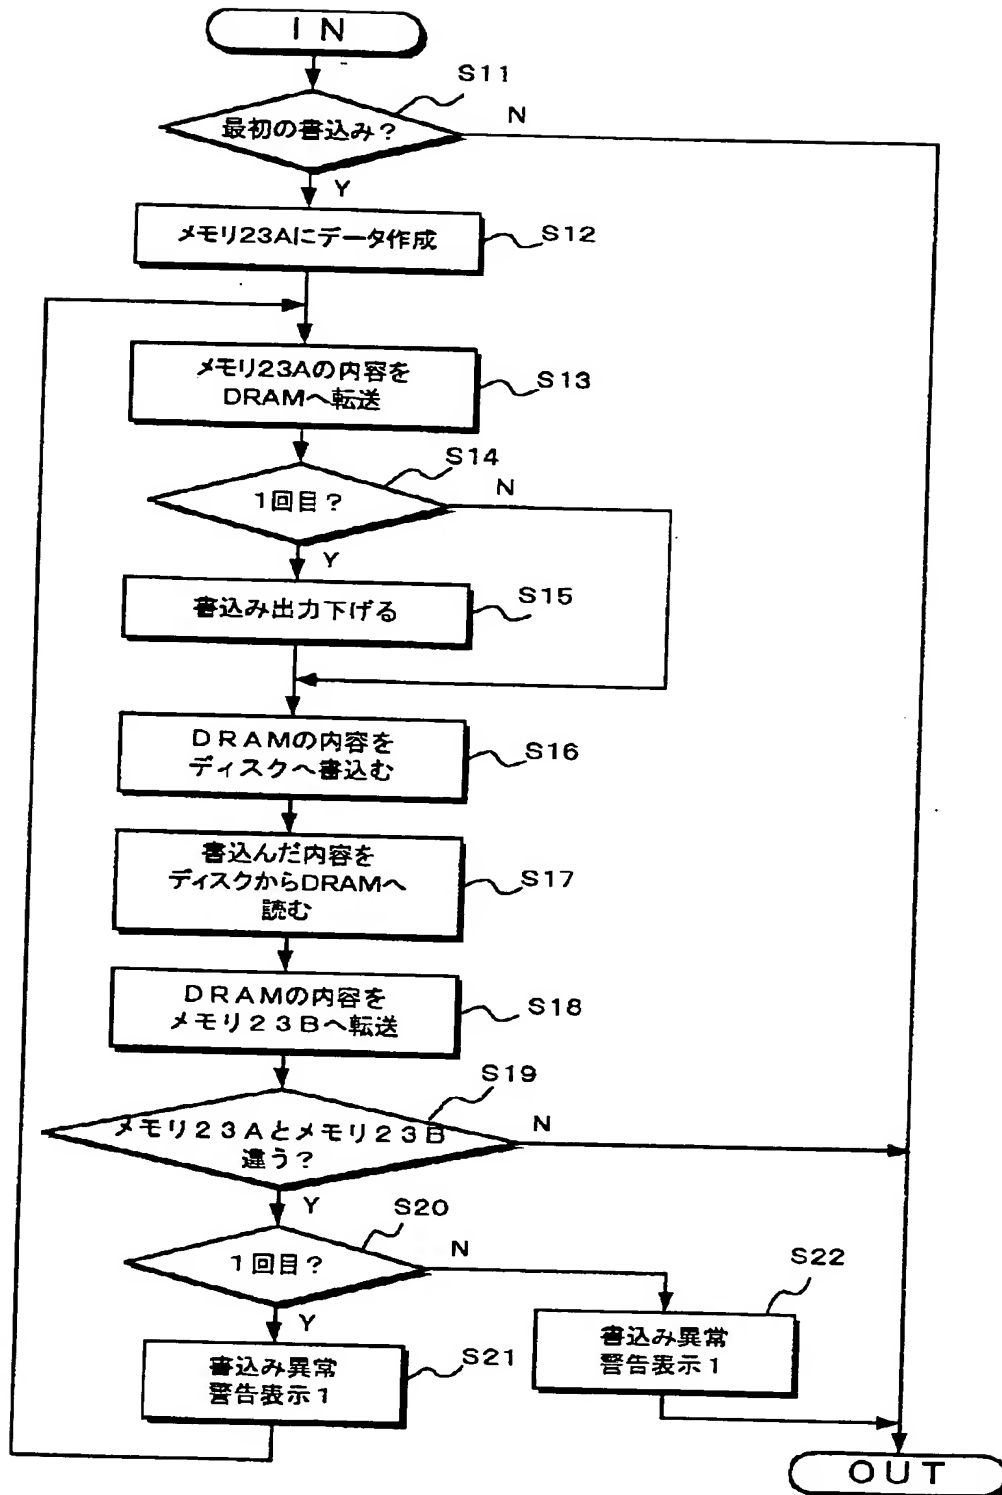 IN
S11
最初の書込み?
N
Y
メモリ23Aにデータ作成
S12
メモリ23Aの内容を
DRAMへ転送
S13
S14
1回目?
N
Y
書込み出力下げる
S15
DRAMの内容を
ディスクへ書込む
S16
書込んだ内容を
ディスクからDRAMへ
読む
S17
DRAMの内容を
メモリ23Bへ転送
S18
S19
メモリ23Aとメモリ23B
違う?
N
Y
S20
1回目?
N
Y
S22
書込み異常
警告表示1
S21
書込み異常
警告表示1
OUT